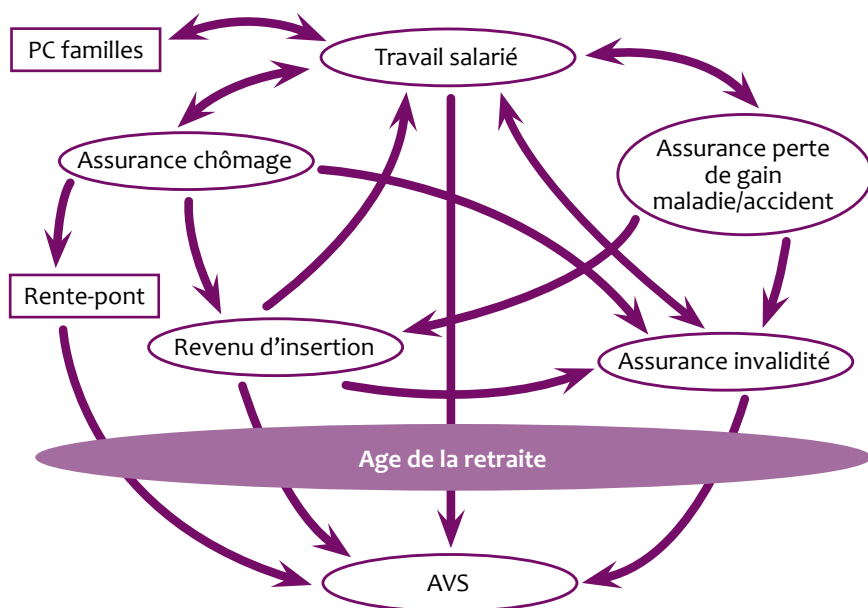 PC familles
Travail salarié
Assurance chômage
Assurance perte
de gain
maladie/accident
Rente-pont
Revenu d’insertion
Assurance invalidité
Age de la retraite
AVS